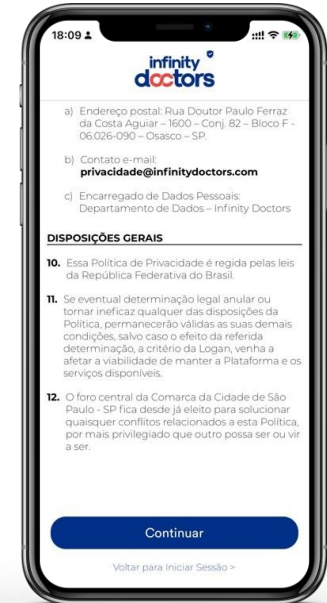 18:09
infinity
doctors
a) Endereço postal: Rua Doutor Paulo Ferraz
da Costa Aguiar – 1600 – Conj. 82 – Bloco F -
06.026-090 – Osasco – SP.
b) Contato e-mail:
privacidade@infinitydoctors.com
c) Encarregado de Dados Pessoais:
Departamento de Dados – Infinity Doctors
DISPOSIÇÕES GERAIS
10. Essa Política de Privacidade é regida pelas leis
da República Federativa do Brasil.
11. Se eventual determinação legal anular ou
tornar ineficaz qualquer das disposições da
Política, permanecerão válidas as suas demais
condições, salvo caso o efeito da referida
determinação, a critério da Logan, venha a
afetar a viabilidade de manter a Plataforma e os
serviços disponíveis.
12. O foro central da Comarca da Cidade de São
Paulo - SP fica desde já eleito para solucionar
quaisquer conflitos relacionados a esta Política,
por mais privilegiado que outro possa ser ou vir
a ser.
Continuar
Voltar para Iniciar Sessão >